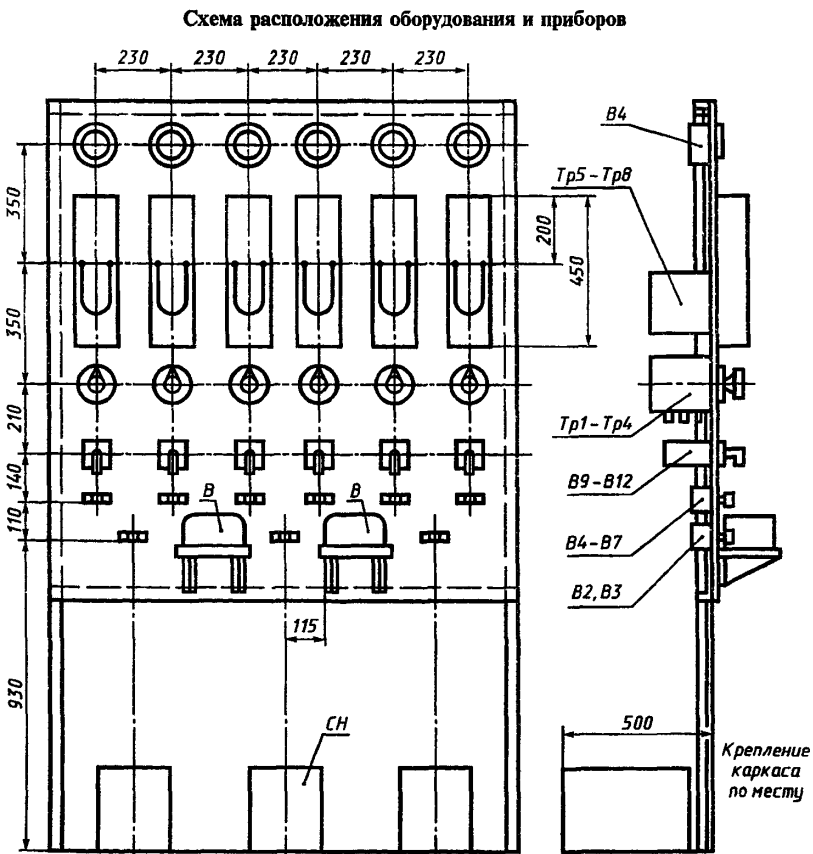 Схема расположения оборудования и приборов
230 230 230 230 230
В4
Тр5-Тр8
350
200
450
350
210
Тр1-Тр4
140
В9-В12
В В
110
В4-В7
В2, В3
115
930
СН
500
Крепление
каркаса
по месту